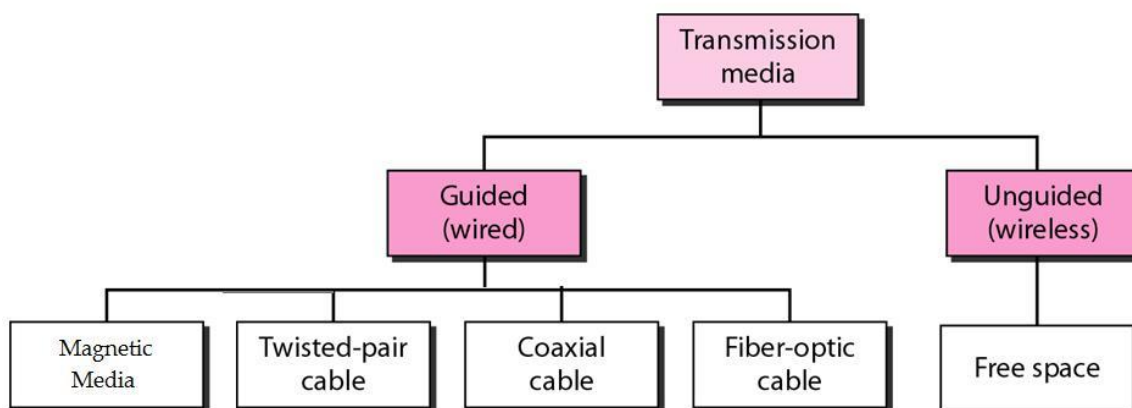 Transmission
media
Guided
(wired)
Unguided
(wireless)
Magnetic
Media
Twisted-pair
cable
Coaxial
cable
Fiber-optic
cable
Free space